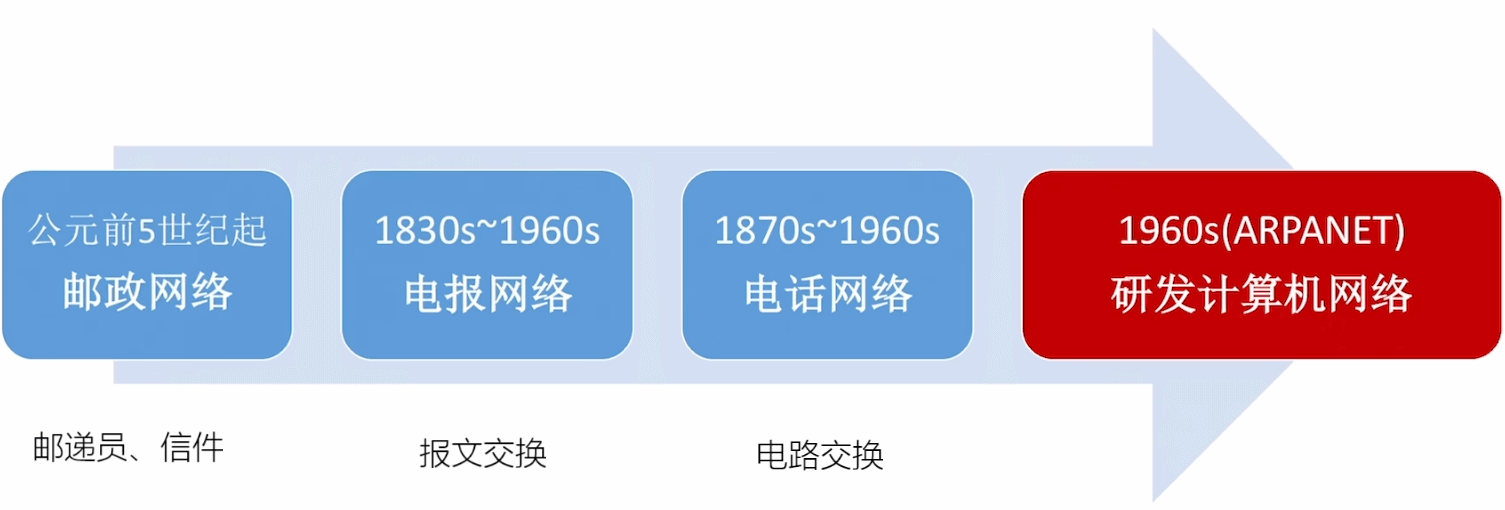 公元前5世纪起
邮政网络
1830s~1960s
电报网络
1870s~1960s
电话网络
1960s(ARPANET)
研发计算机网络
邮递员、信件
报文交换
电路交换